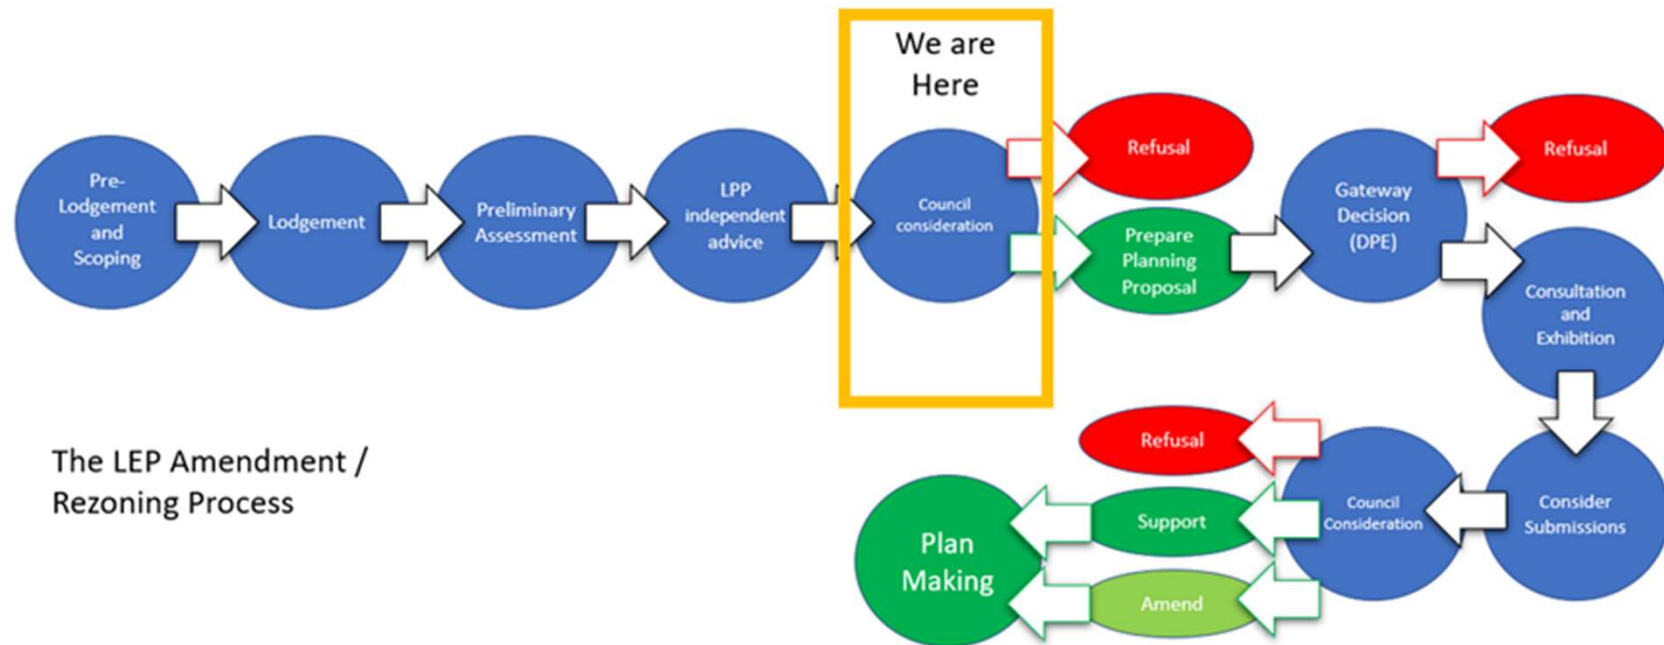 We are
Here
Pre-
Lodgement
and
Scoping
Lodgement
Preliminary
Assessment
LPP
independent
advice
Council
consideration
Refusal
Prepare
Planning
Proposal
Gateway
Decision
(DPE)
Refusal
Consultation
and
Exhibition
Consider
Submissions
Council
Consideration
Refusal
Support
Amend
Plan
Making
The LEP Amendment /
Rezoning Process